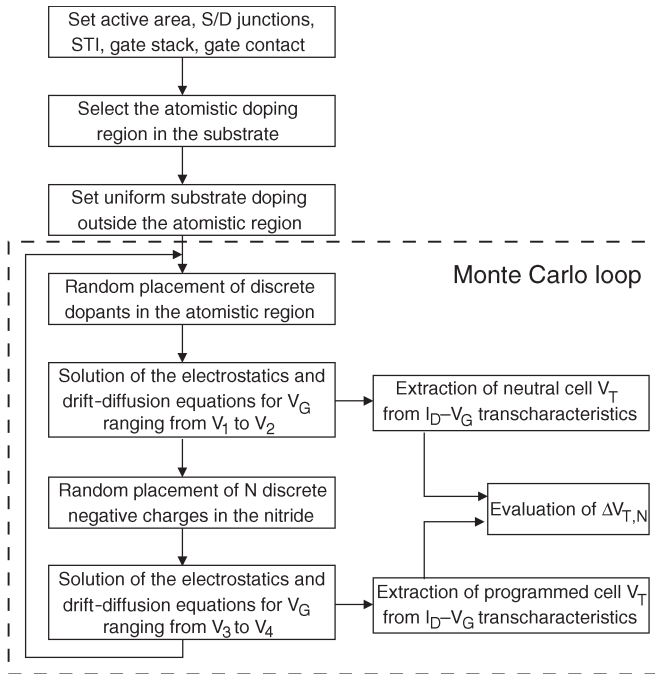 Set active area, S/D junctions,
STI, gate stack, gate contact
Select the atomistic doping
region in the substrate
Set uniform substrate doping
outside the atomistic region
Monte Carlo loop
Random placement of discrete
dopants in the atomistic region
Solution of the electrostatics and
drift-diffusion equations for V_G
ranging from V_1 to V_2
Extraction of neutral cell V_T
from I_D–V_G transcharacteristics
Random placement of N discrete
negative charges in the nitride
Evaluation of ΔV_T,N
Solution of the electrostatics and
drift-diffusion equations for V_G
ranging from V_3 to V_4
Extraction of programmed cell V_T
from I_D–V_G transcharacteristics